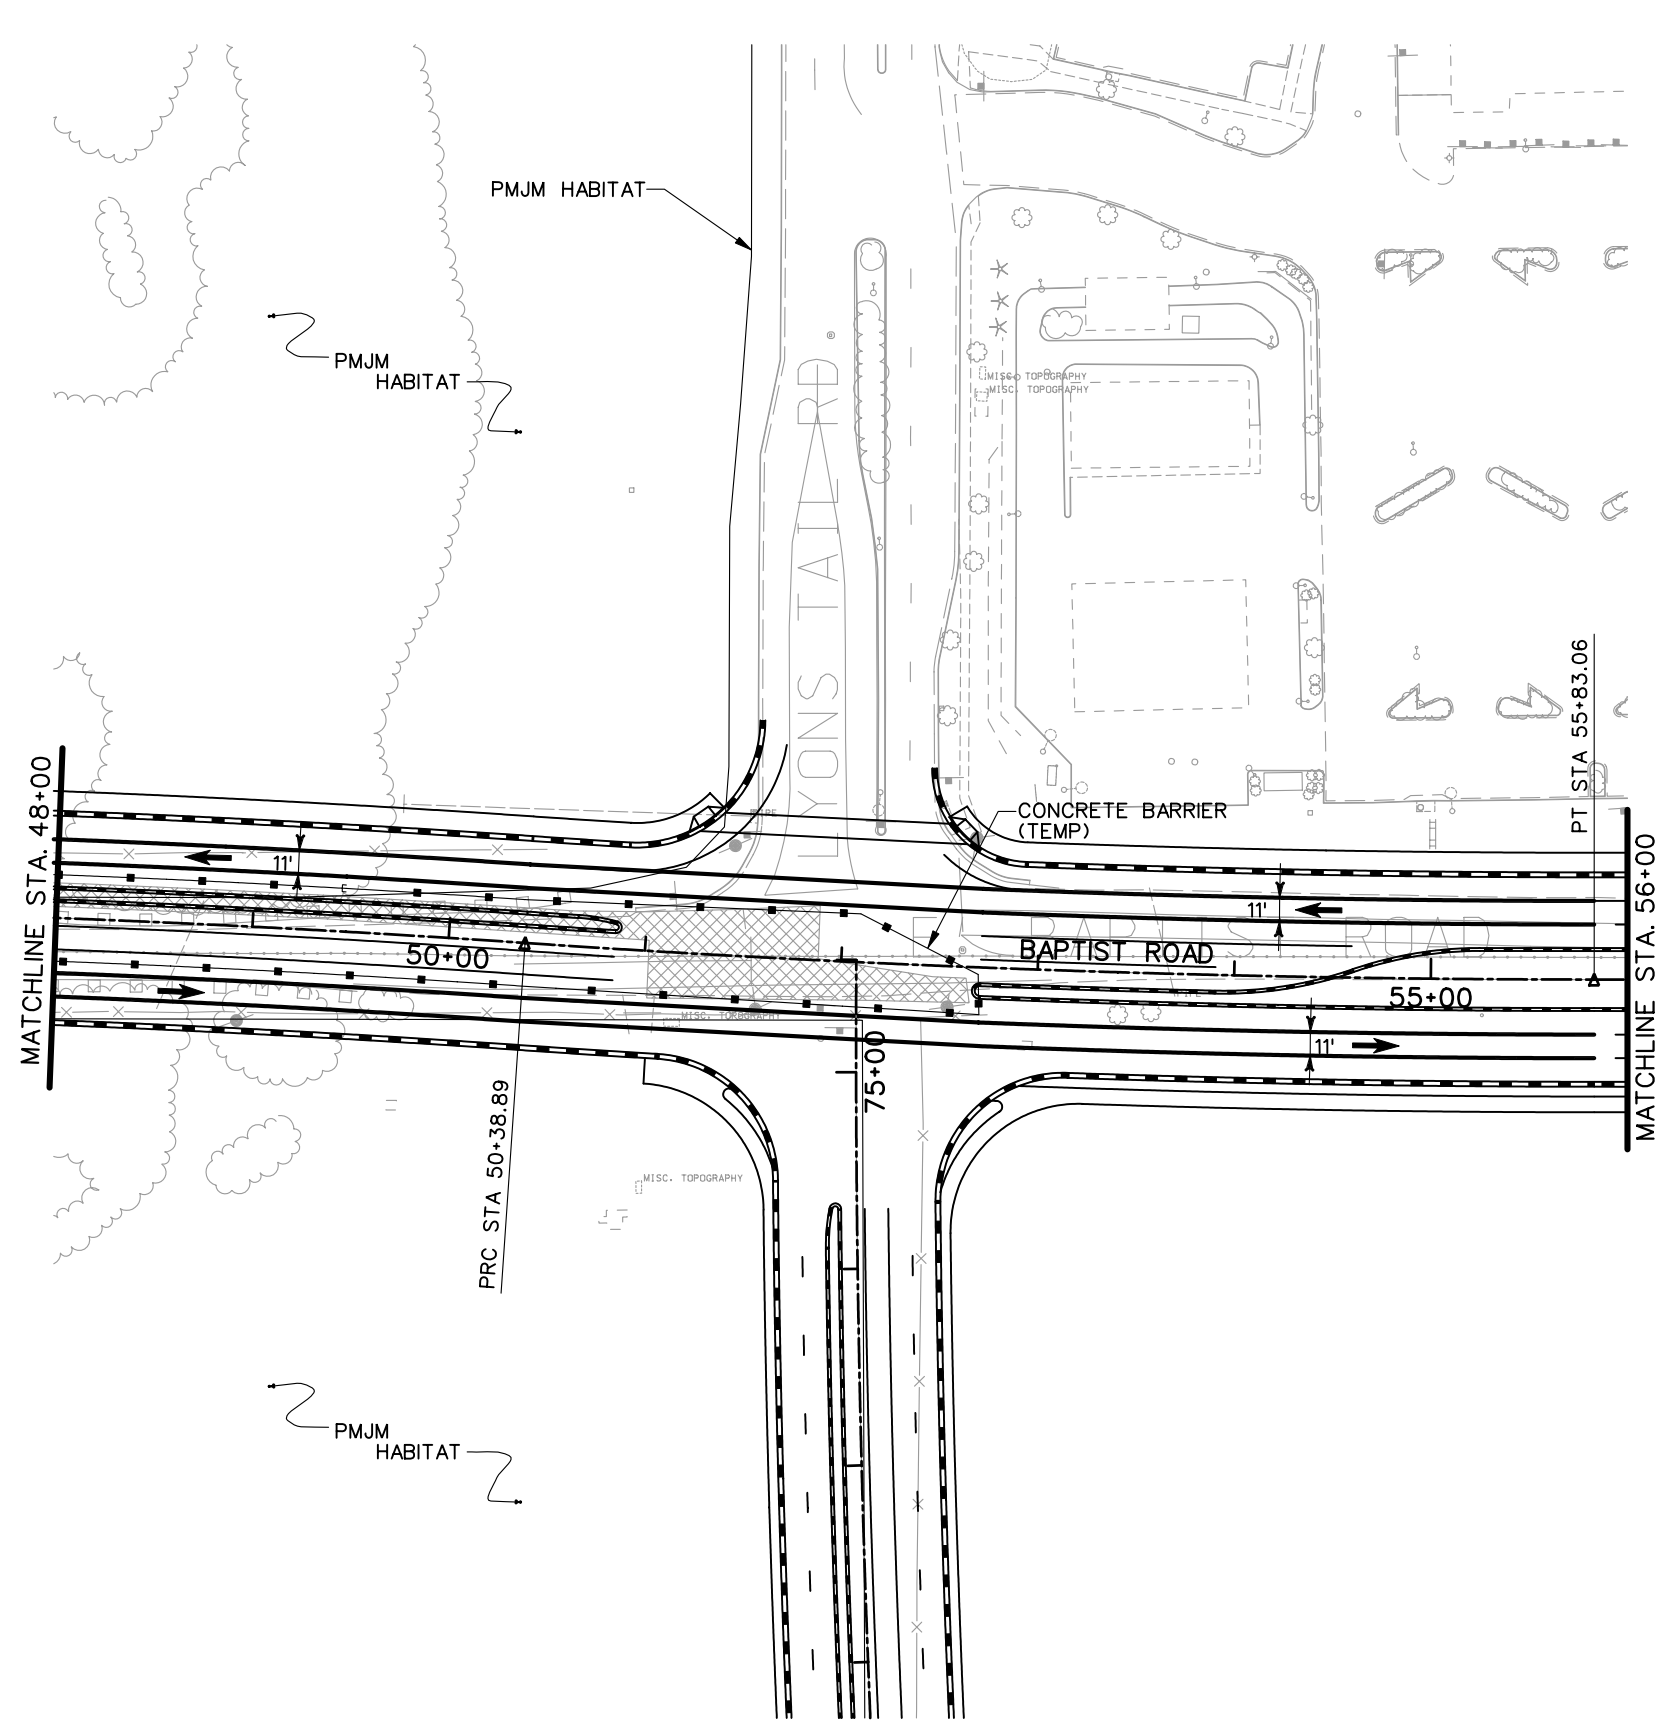 PMJM HABITAT
PMJM
HABITAT
MISC. TOPOGRAPHY
MISC. TOPOGRAPHY
LYONS TAIL RD
PT STA 55+83.06
MATCHLINE STA. 48+00
CONCRETE BARRIER
(TEMP)
11'
11'
MATCHLINE STA. 56+00
BAPTIST ROAD
BAPTIST ROAD
50+00
55+00
MISC. TOPOGRAPHY
11'
75+00
PRC STA 50+38.89
MISC. TOPOGRAPHY
PMJM
HABITAT